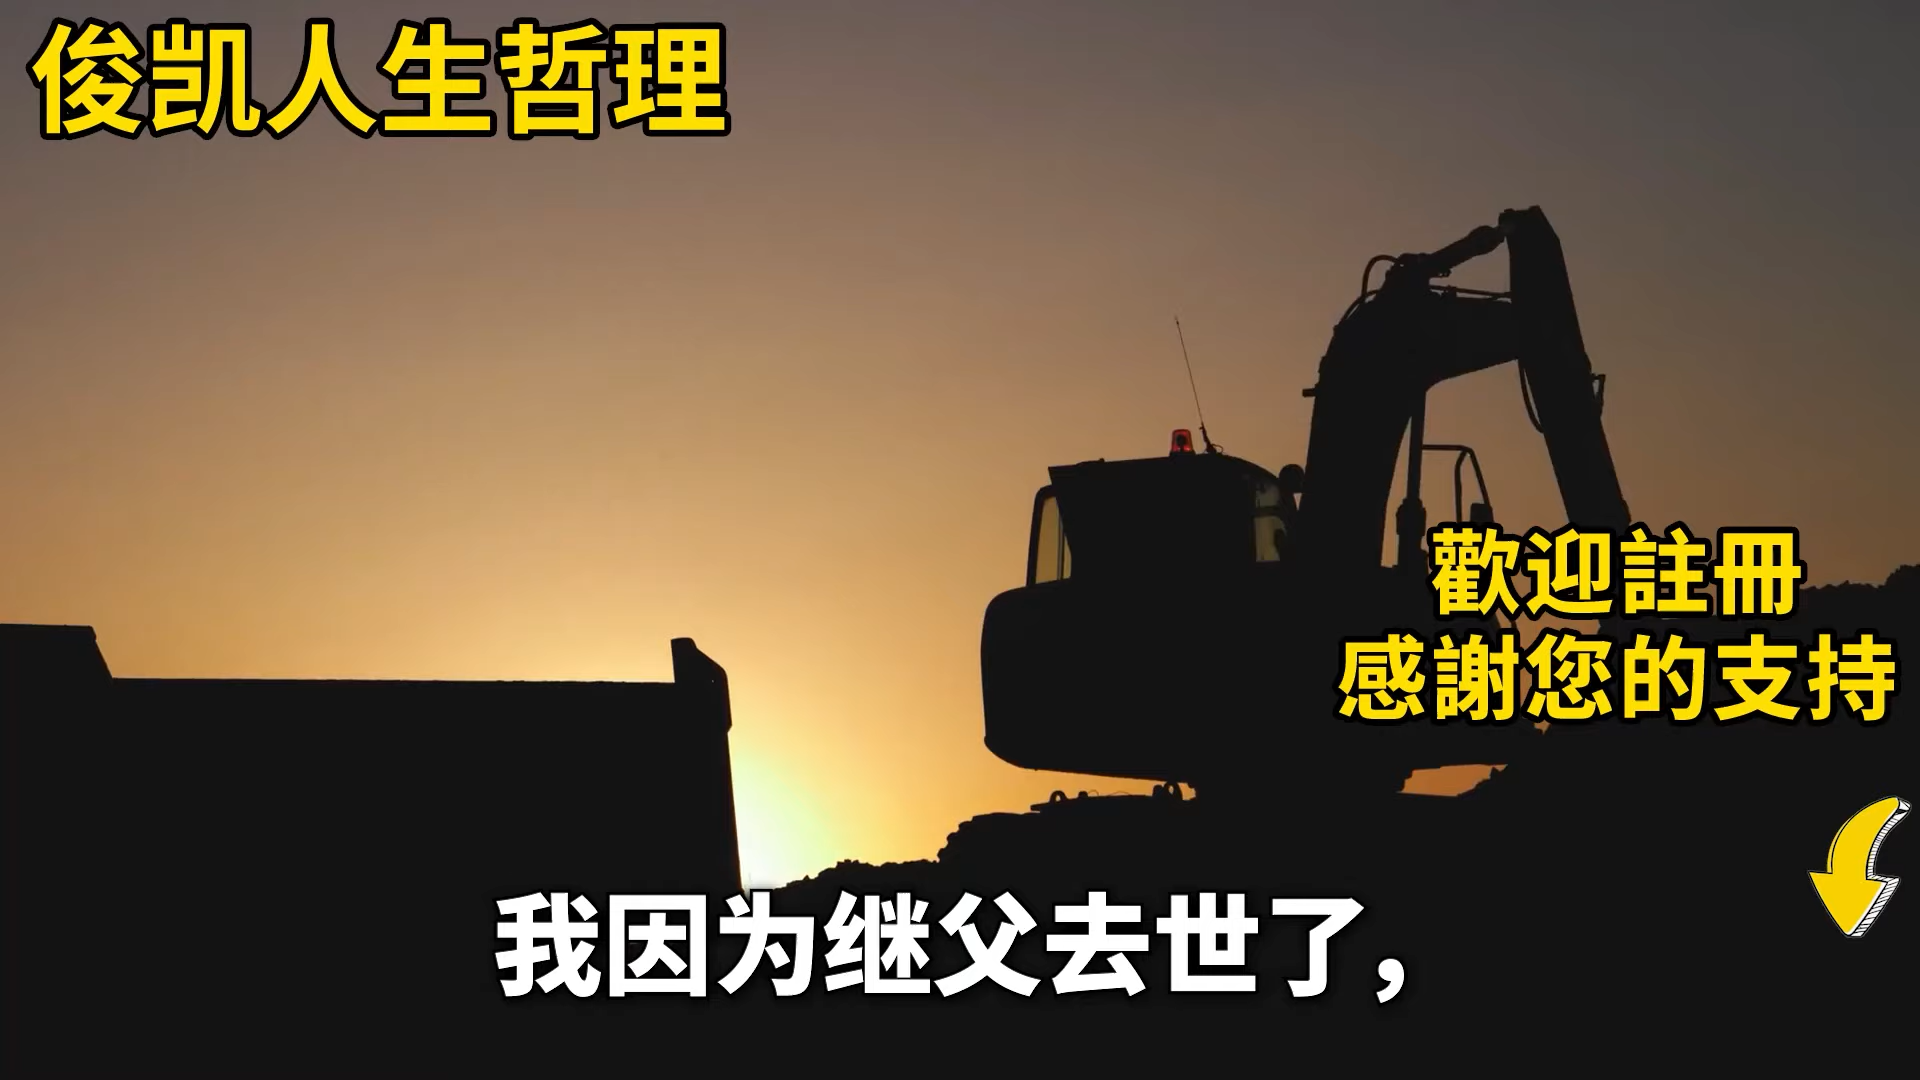 俊凯人生哲理
歡迎註冊
感謝您的支持
我因为继父去世了,